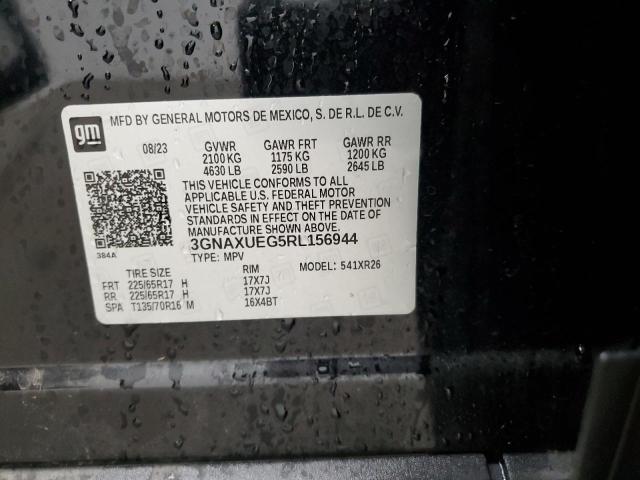 gm
MFD BY GENERAL MOTORS DE MEXICO, S. DE R.L. DE C.V.
08/23 GVWR GAWR FRT GAWR RR
2100 KG 1175 KG 1200 KG
4630 LB 2590 LB 2645 LB
THIS VEHICLE CONFORMS TO ALL
APPLICABLE U.S. FEDERAL MOTOR
VEHICLE SAFETY AND THEFT PREVENTION
STANDARDS IN EFFECT ON THE DATE OF
MANUFACTURE SHOWN ABOVE.
3GNAXUEG5RL156944
384A
TYPE: MPV MODEL: 541XR26
TIRE SIZE RIM
FRT 225/65R17 H 17X7J
RR 225/65R17 H 17X7J
SPA T135/70R16 M 16X4BT